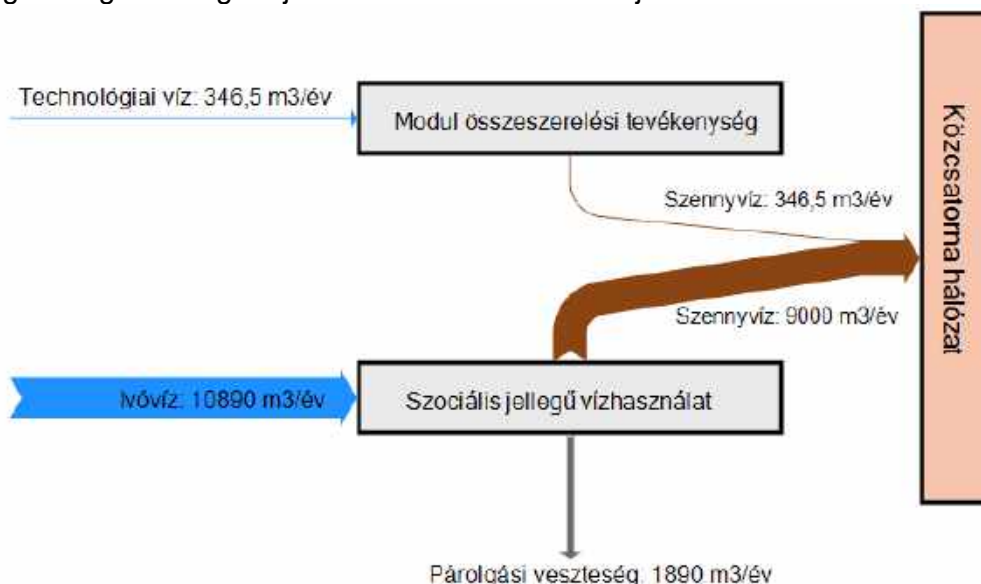 Technológiai víz: 346,5 m3/év
Modul összeszerelési tevékenység
Szennyvíz: 346,5 m3/év
Közcsatorna hálózat
Szennyvíz: 9000 m3/év
Ivóvíz: 10890 m3/év
Szociális jellegű vízhasználat
Párolgási veszteség: 1890 m3/év